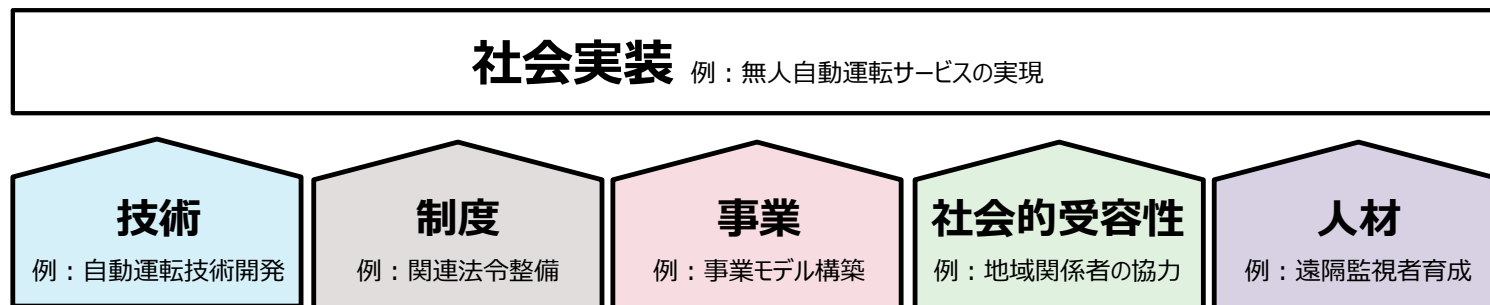 社会実装 例：無人自動運転サービスの実現
技術
例：自動運転技術開発
制度
例：関連法令整備
事業
例：事業モデル構築
社会的受容性
例：地域関係者の協力
人材
例：遠隔監視者育成